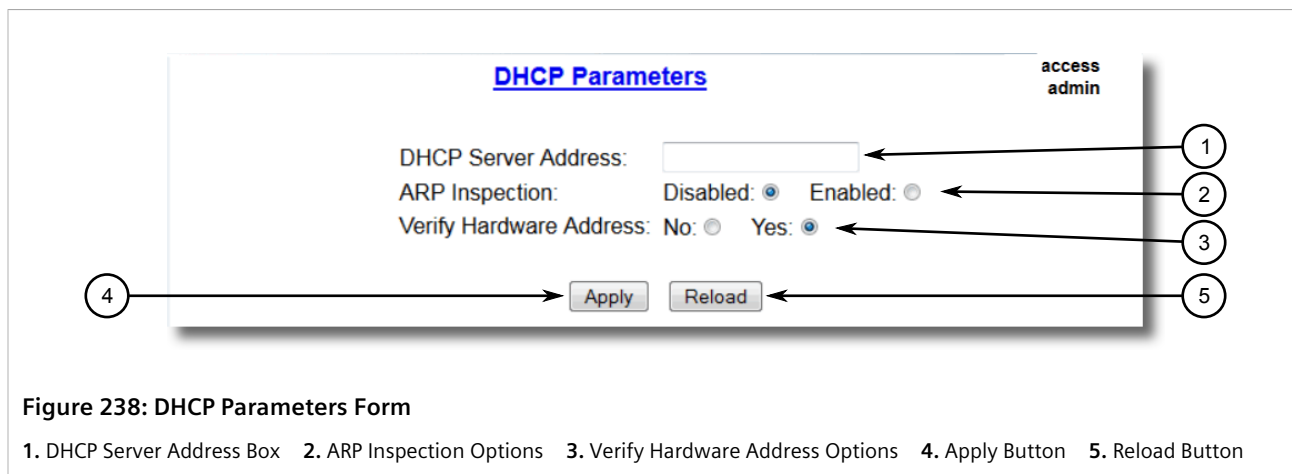 DHCP Parameters
access
admin
DHCP Server Address:
1
ARP Inspection: Disabled: Enabled:
2
Verify Hardware Address: No: Yes:
3
4
Apply Reload
5
Figure 238: DHCP Parameters Form
1. DHCP Server Address Box 2. ARP Inspection Options 3. Verify Hardware Address Options 4. Apply Button 5. Reload Button